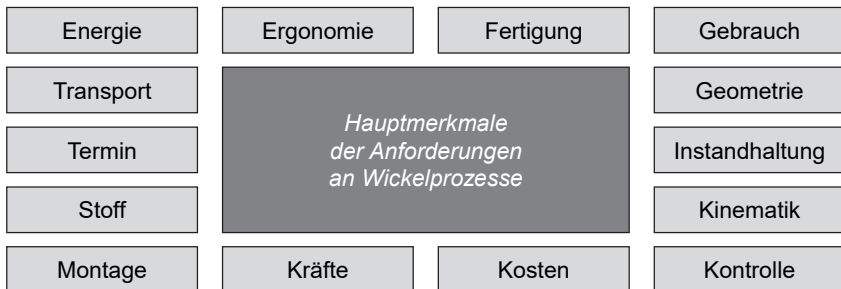 Energie
Ergonomie
Fertigung
Gebrauch
Transport
Hauptmerkmale
der Anforderungen
an Wickelprozesse
Geometrie
Termin
Instandhaltung
Stoff
Kinematik
Montage
Kräfte
Kosten
Kontrolle